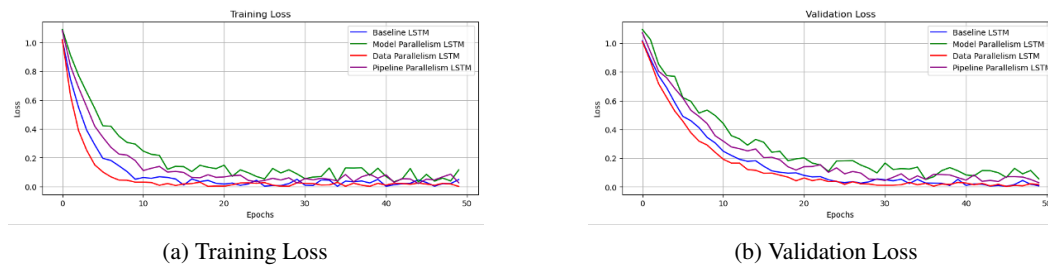 Training Loss
Baseline LSTM
Model Parallelism LSTM
Data Parallelism LSTM
Pipeline Parallelism LSTM
1.0
0.8
0.6
0.4
0.2
0.0
Loss
0
10
20
30
40
50
Epochs
(a) Training Loss
Validation Loss
Baseline LSTM
Model Parallelism LSTM
Data Parallelism LSTM
Pipeline Parallelism LSTM
1.0
0.8
0.6
0.4
0.2
0.0
Loss
0
10
20
30
40
50
Epochs
(b) Validation Loss